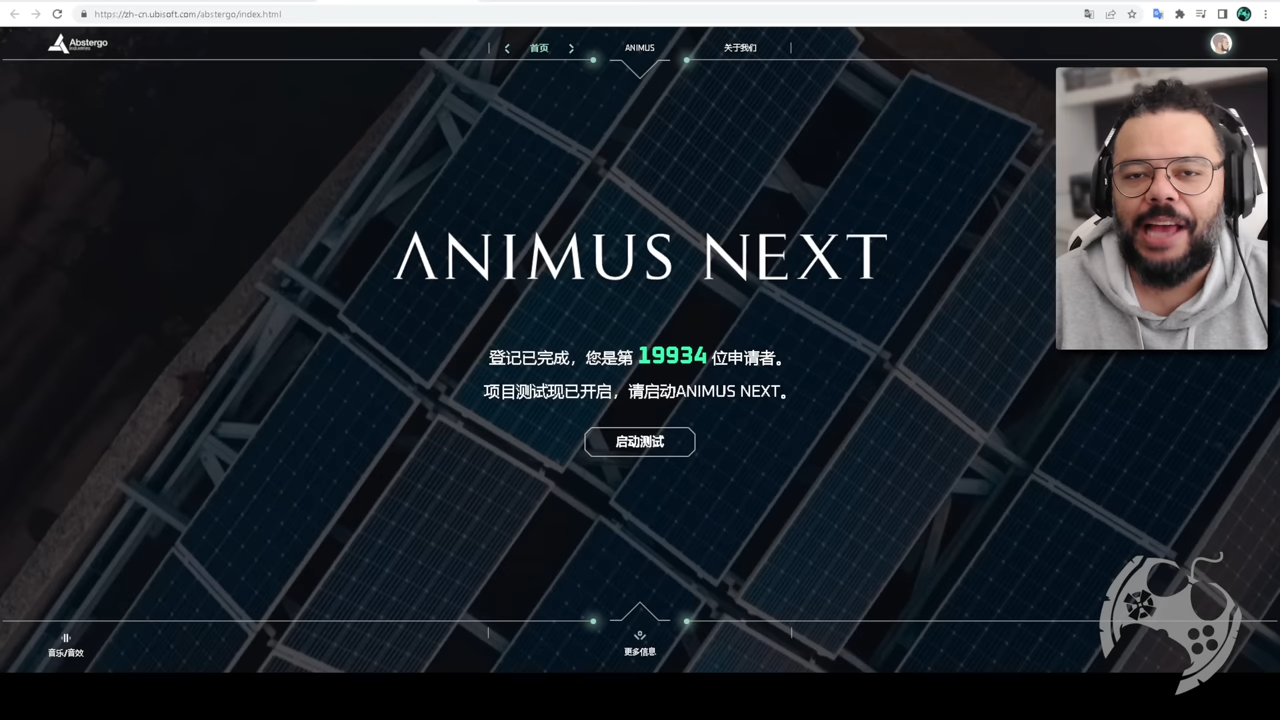 https://zh-cn.ubisoft.com/abstergo/index.html
Abstergo
Industries
首页
ANIMUS
关于我们
ANIMUS NEXT
登记已完成，您是第 19934 位申请者。
项目测试现已开启，请启动ANIMUS NEXT。
启动测试
音乐/音效
更多信息